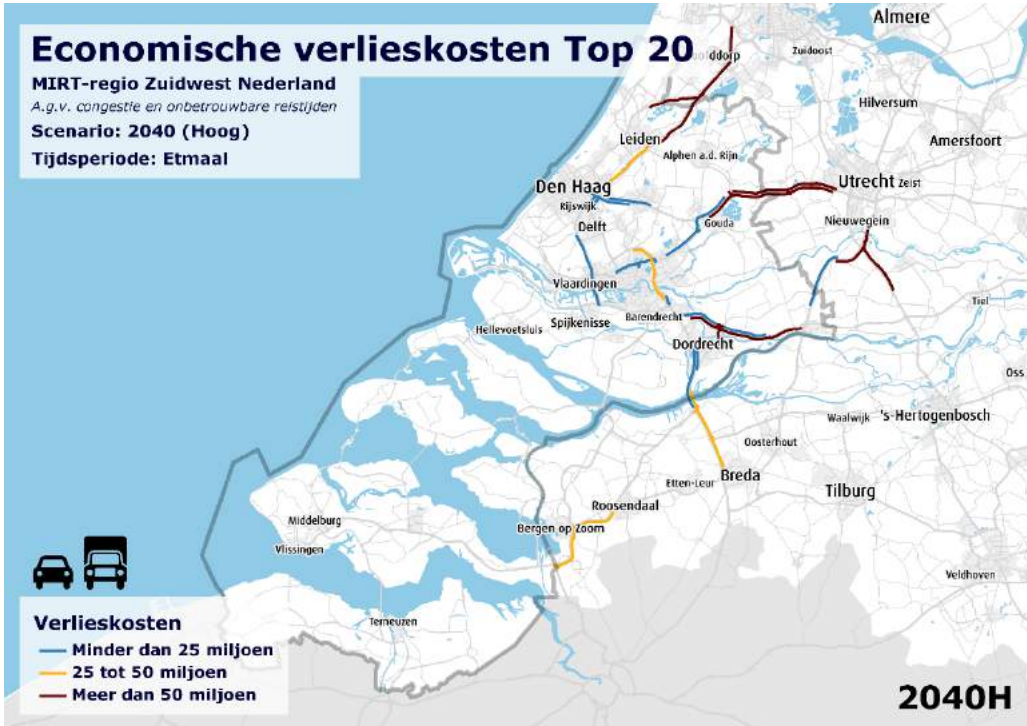 Economische verlieskosten Top 20
MIRT-regio Zuidwest Nederland
A.g.v. congestie en onbetrouwbare reistijden
Scenario: 2040 (Hoog)
Tijdsperiode: Etmaal
Almere
Zuidoost
ddorp
Hilversum
Amersfoort
Leiden
Alphen a.d. Rijn
Den Haag
Rijswijk
Utrecht
Zeist
Delft
Gouda
Nieuwegein
Vlaardingen
Tiel
Barendrecht
Spijkenisse
Hellevoetsluis
Dordrecht
Oss
Waalwijk
's-Hertogenbosch
Oosterhout
Etten-Leur
Breda
Tilburg
Roosendaal
Bergen op Zoom
Middelburg
Vlissingen
Veldhoven
Terneuzen
Verlieskosten
Minder dan 25 miljoen
25 tot 50 miljoen
Meer dan 50 miljoen
2040H